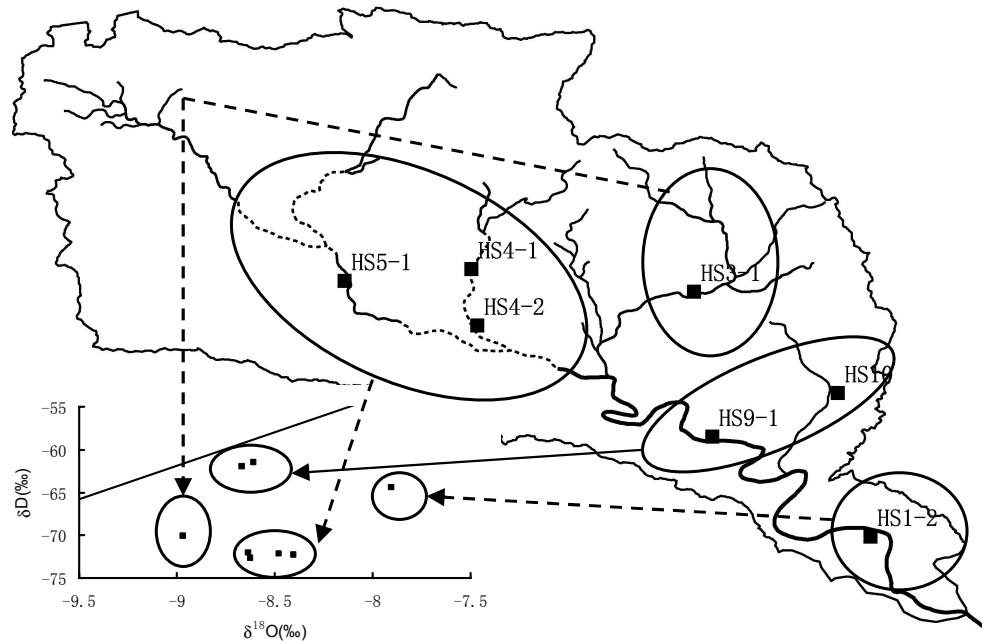 HS5-1
HS4-1
HS4-2
HS3-1
HS10
HS9-1
HS1-2
-55
-60
-65
-70
-75
δD(‰)
-9.5 -9 -8.5 -8 -7.5
δ¹⁸O(‰)